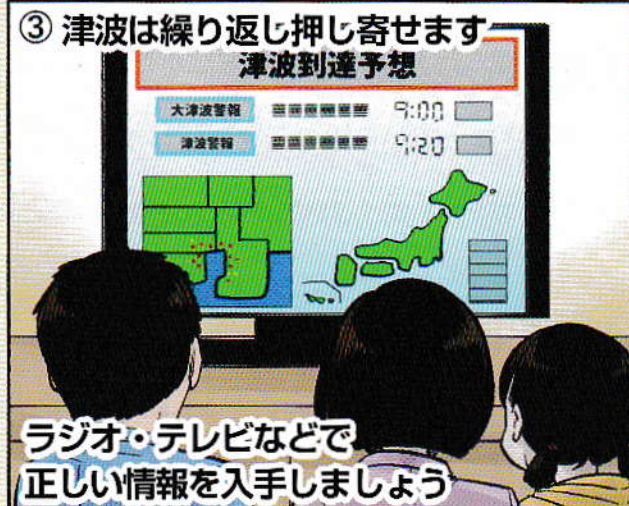 ③ 津波は繰り返し押し寄せます
津波到達予想
大津波警報 9:00
津波警報 9:20
ラジオ・テレビなどで
正しい情報を入手しましょう